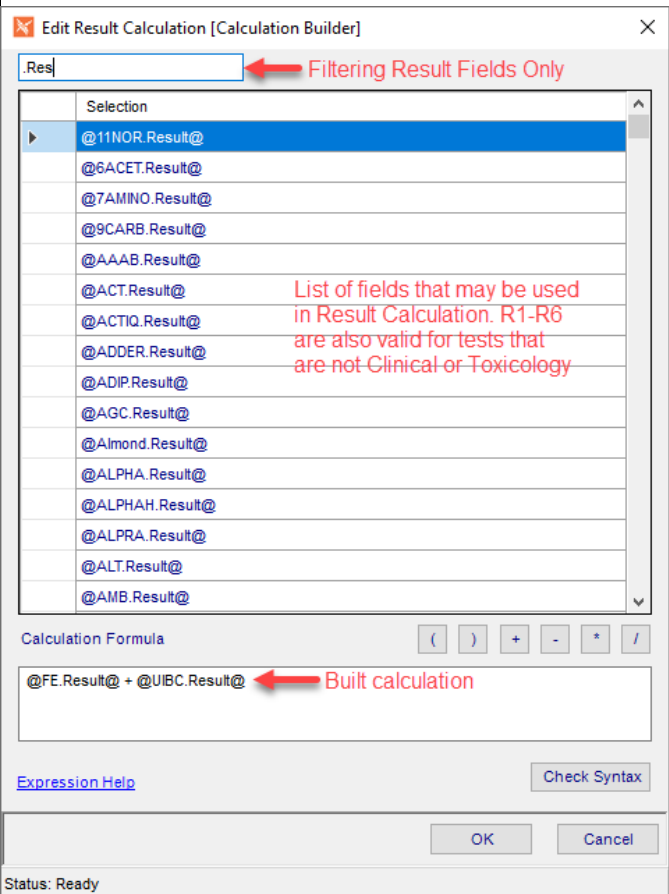 Edit Result Calculation [Calculation Builder]
.Res
Filtering Result Fields Only
Selection
@11NOR.Result@
@6ACET.Result@
@7AMINO.Result@
@9CARB.Result@
@AAAB.Result@
@ACT.Result@
@ACTIQ.Result@
@ADDER.Result@
@ADIP.Result@
@AGC.Result@
@Almond.Result@
@ALPHA.Result@
@ALPHAH.Result@
@ALPRA.Result@
@ALT.Result@
@AMB.Result@
List of fields that may be used
in Result Calculation. R1-R6
are also valid for tests that
are not Clinical or Toxicology
Calculation Formula
( ) + - * /
@FE.Result@ + @UIBC.Result@
Built calculation
Expression Help
Check Syntax
OK
Cancel
Status: Ready